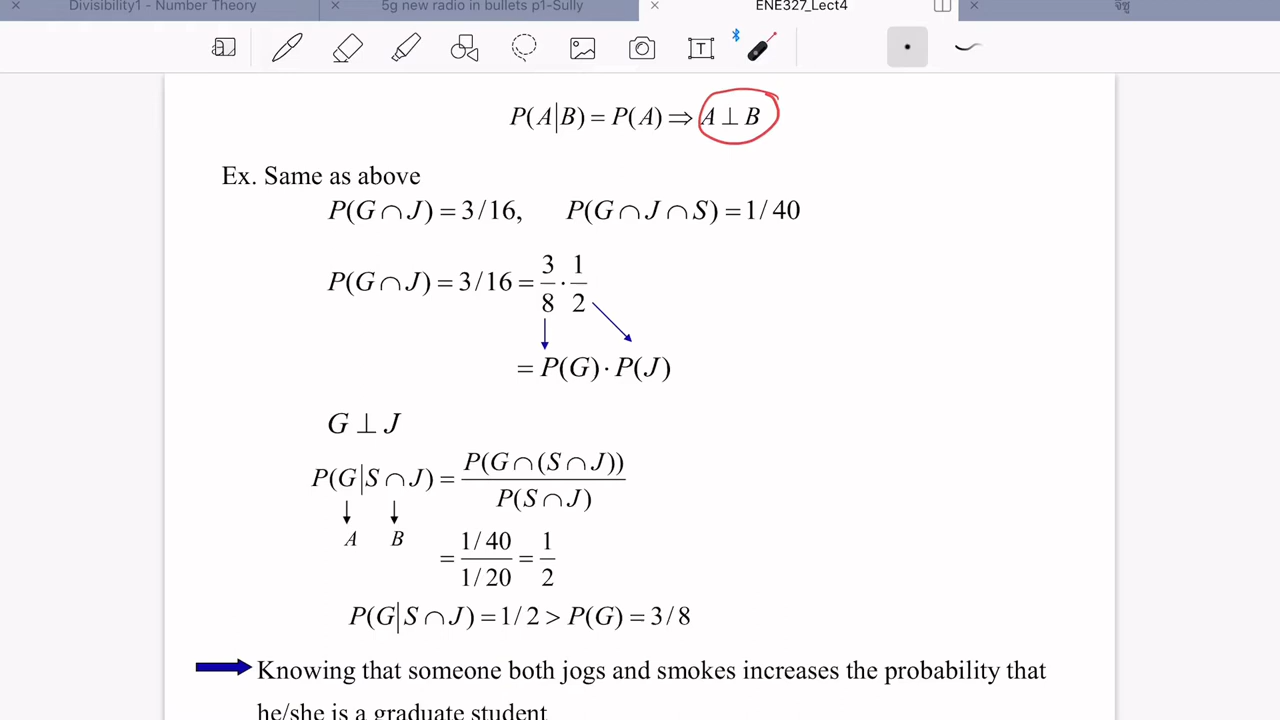 × Divisibility1 - Number Theory × 5g new radio in bullets p1-Sully × ENE327_Lect4 × จิซู
T
P(A|B) = P(A) ⇒ A ⊥ B
Ex. Same as above
P(G ∩ J) = 3/16, P(G ∩ J ∩ S) = 1/40
P(G ∩ J) = 3/16 = 3/8 · 1/2
= P(G) · P(J)
G ⊥ J
P(G|S ∩ J) = P(G ∩ (S ∩ J)) / P(S ∩ J)
A B
= 1/40 / 1/20 = 1/2
P(G|S ∩ J) = 1/2 > P(G) = 3/8
Knowing that someone both jogs and smokes increases the probability that
he/she is a graduate student